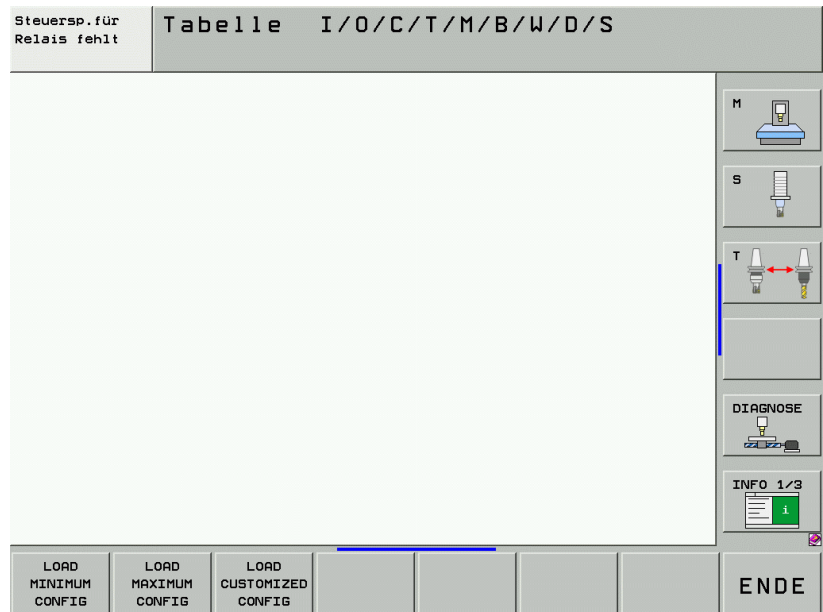 Steuersp.für
Relais fehlt
Tabelle I/O/C/T/M/B/W/D/S
M
S
T
DIAGNOSE
INFO 1/3
i
LOAD
MINIMUM
CONFIG
LOAD
MAXIMUM
CONFIG
LOAD
CUSTOMIZED
CONFIG
ENDE